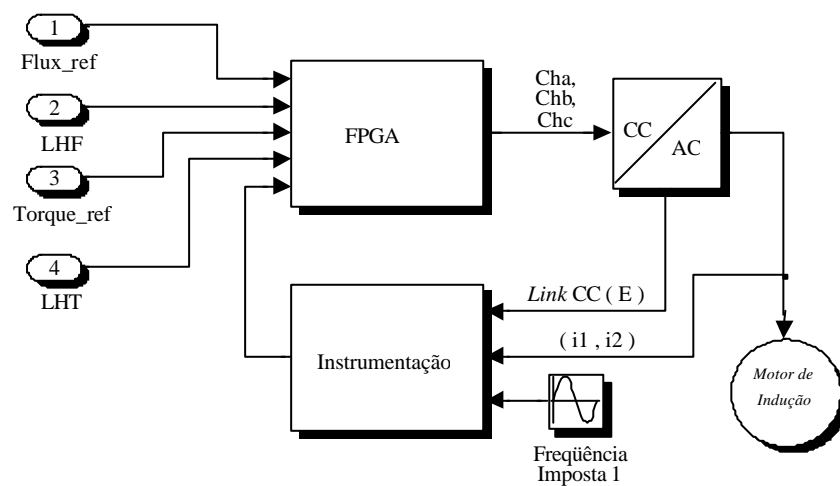 1
Flux_ref
2
LHF
3
Torque_ref
4
LHT
FPGA
Cha,
Chb,
Chc
CC
AC
Link CC ( E )
( i1 , i2 )
Instrumentação
Freqüência
Imposta 1
Motor de
Indução